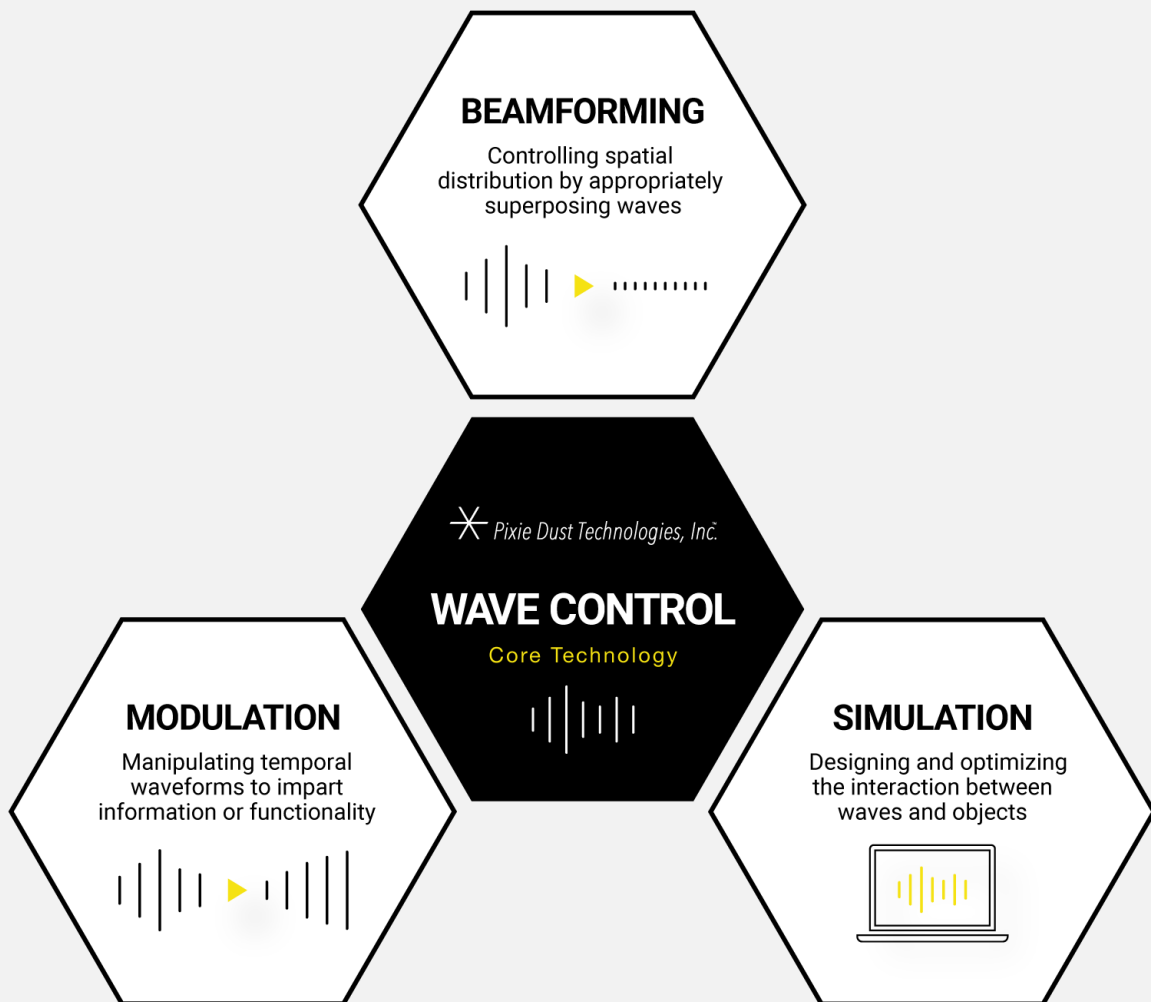 BEAMFORMING
Controlling spatial
distribution by appropriately
superposing waves
Pixie Dust Technologies, Inc.™
WAVE CONTROL
Core Technology
MODULATION
Manipulating temporal
waveforms to impart
information or functionality
SIMULATION
Designing and optimizing
the interaction between
waves and objects